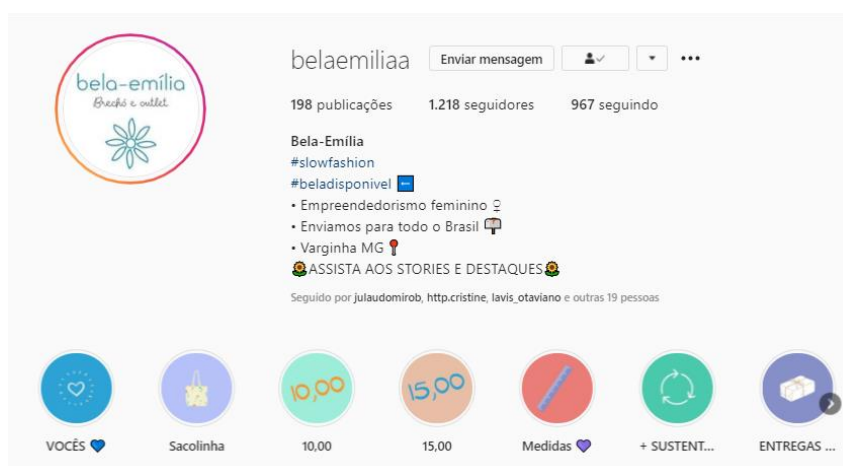 bela-emília
Brechó e outlet
belaemiliaa Enviar mensagem
198 publicações 1.218 seguidores 967 seguindo
Bela-Emília
#slowfashion
#beladisponivel ⬅️
• Empreendedorismo feminino ♀
• Enviamos para todo o Brasil 📪
• Varginha MG 📍
🌻ASSISTA AOS STORIES E DESTAQUES🌻
Seguido por julaudomirob, http.cristine, lavis_otaviano e outras 19 pessoas
10,00 15,00
VOCÊS 💙 Sacolinha 10,00 15,00 Medidas 💜 + SUSTENT... ENTREGAS ...